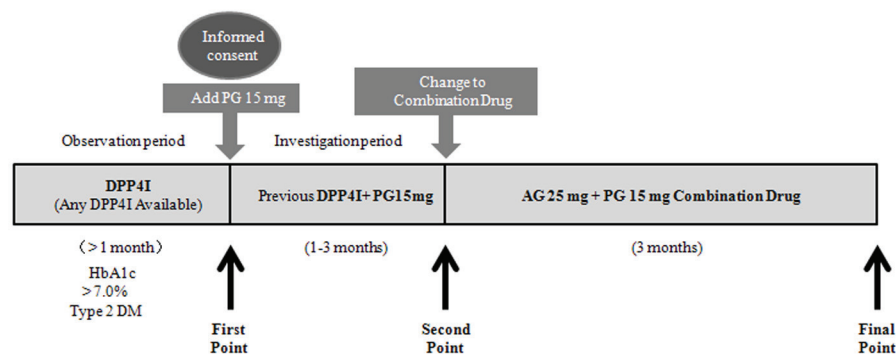 Informed
consent
Add PG 15 mg
Change to
Combination Drug
Observation period
Investigation period
DPP4I
(Any DPP4I Available)
Previous DPP4I+PG15mg
AG 25 mg + PG 15 mg Combination Drug
(>1 month)
(1-3 months)
(3 months)
HbA1c
>7.0%
Type 2 DM
First
Point
Second
Point
Final
Point